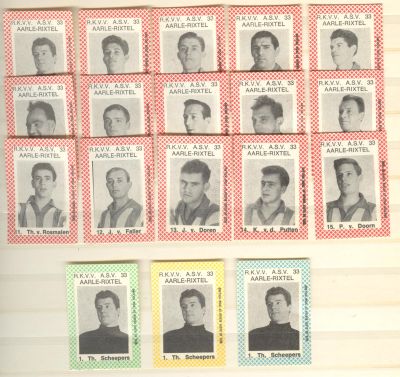 R.K.V.V. A.S.V. 33
AARLE-RIXTEL
R.K.V.V. A.S.V. 33
AARLE-RIXTEL
R.K.V.V. A.S.V. 33
AARLE-RIXTEL
R.K.V.V. A.S.V. 33
AARLE-RIXTEL
R.K.V.V. A.S.V. 33
AARLE-RIXTEL
R.K.V.V. A.S.V. 33
AARLE-RIXTEL
R.K.V.V. A.S.V. 33
AARLE-RIXTEL
R.K.V.V. A.S.V. 33
AARLE-RIXTEL
R.K.V.V. A.S.V. 33
AARLE-RIXTEL
R.K.V.V. A.S.V. 33
AARLE-RIXTEL
R.K.V.V. A.S.V. 33
AARLE-RIXTEL
11. Th. v. Rosmalen
R.K.V.V. A.S.V. 33
AARLE-RIXTEL
12. J. v. Faller
R.K.V.V. A.S.V. 33
AARLE-RIXTEL
13. J. v. Doren
R.K.V.V. A.S.V. 33
AARLE-RIXTEL
14. K. v.d. Putten
R.K.V.V. A.S.V. 33
AARLE-RIXTEL
15. P. v. Doorn
R.K.V.V. A.S.V. 33
AARLE-RIXTEL
1. Th. Scheepers
R.K.V.V. A.S.V. 33
AARLE-RIXTEL
1. Th. Scheepers
R.K.V.V. A.S.V. 33
AARLE-RIXTEL
1. Th. Scheepers